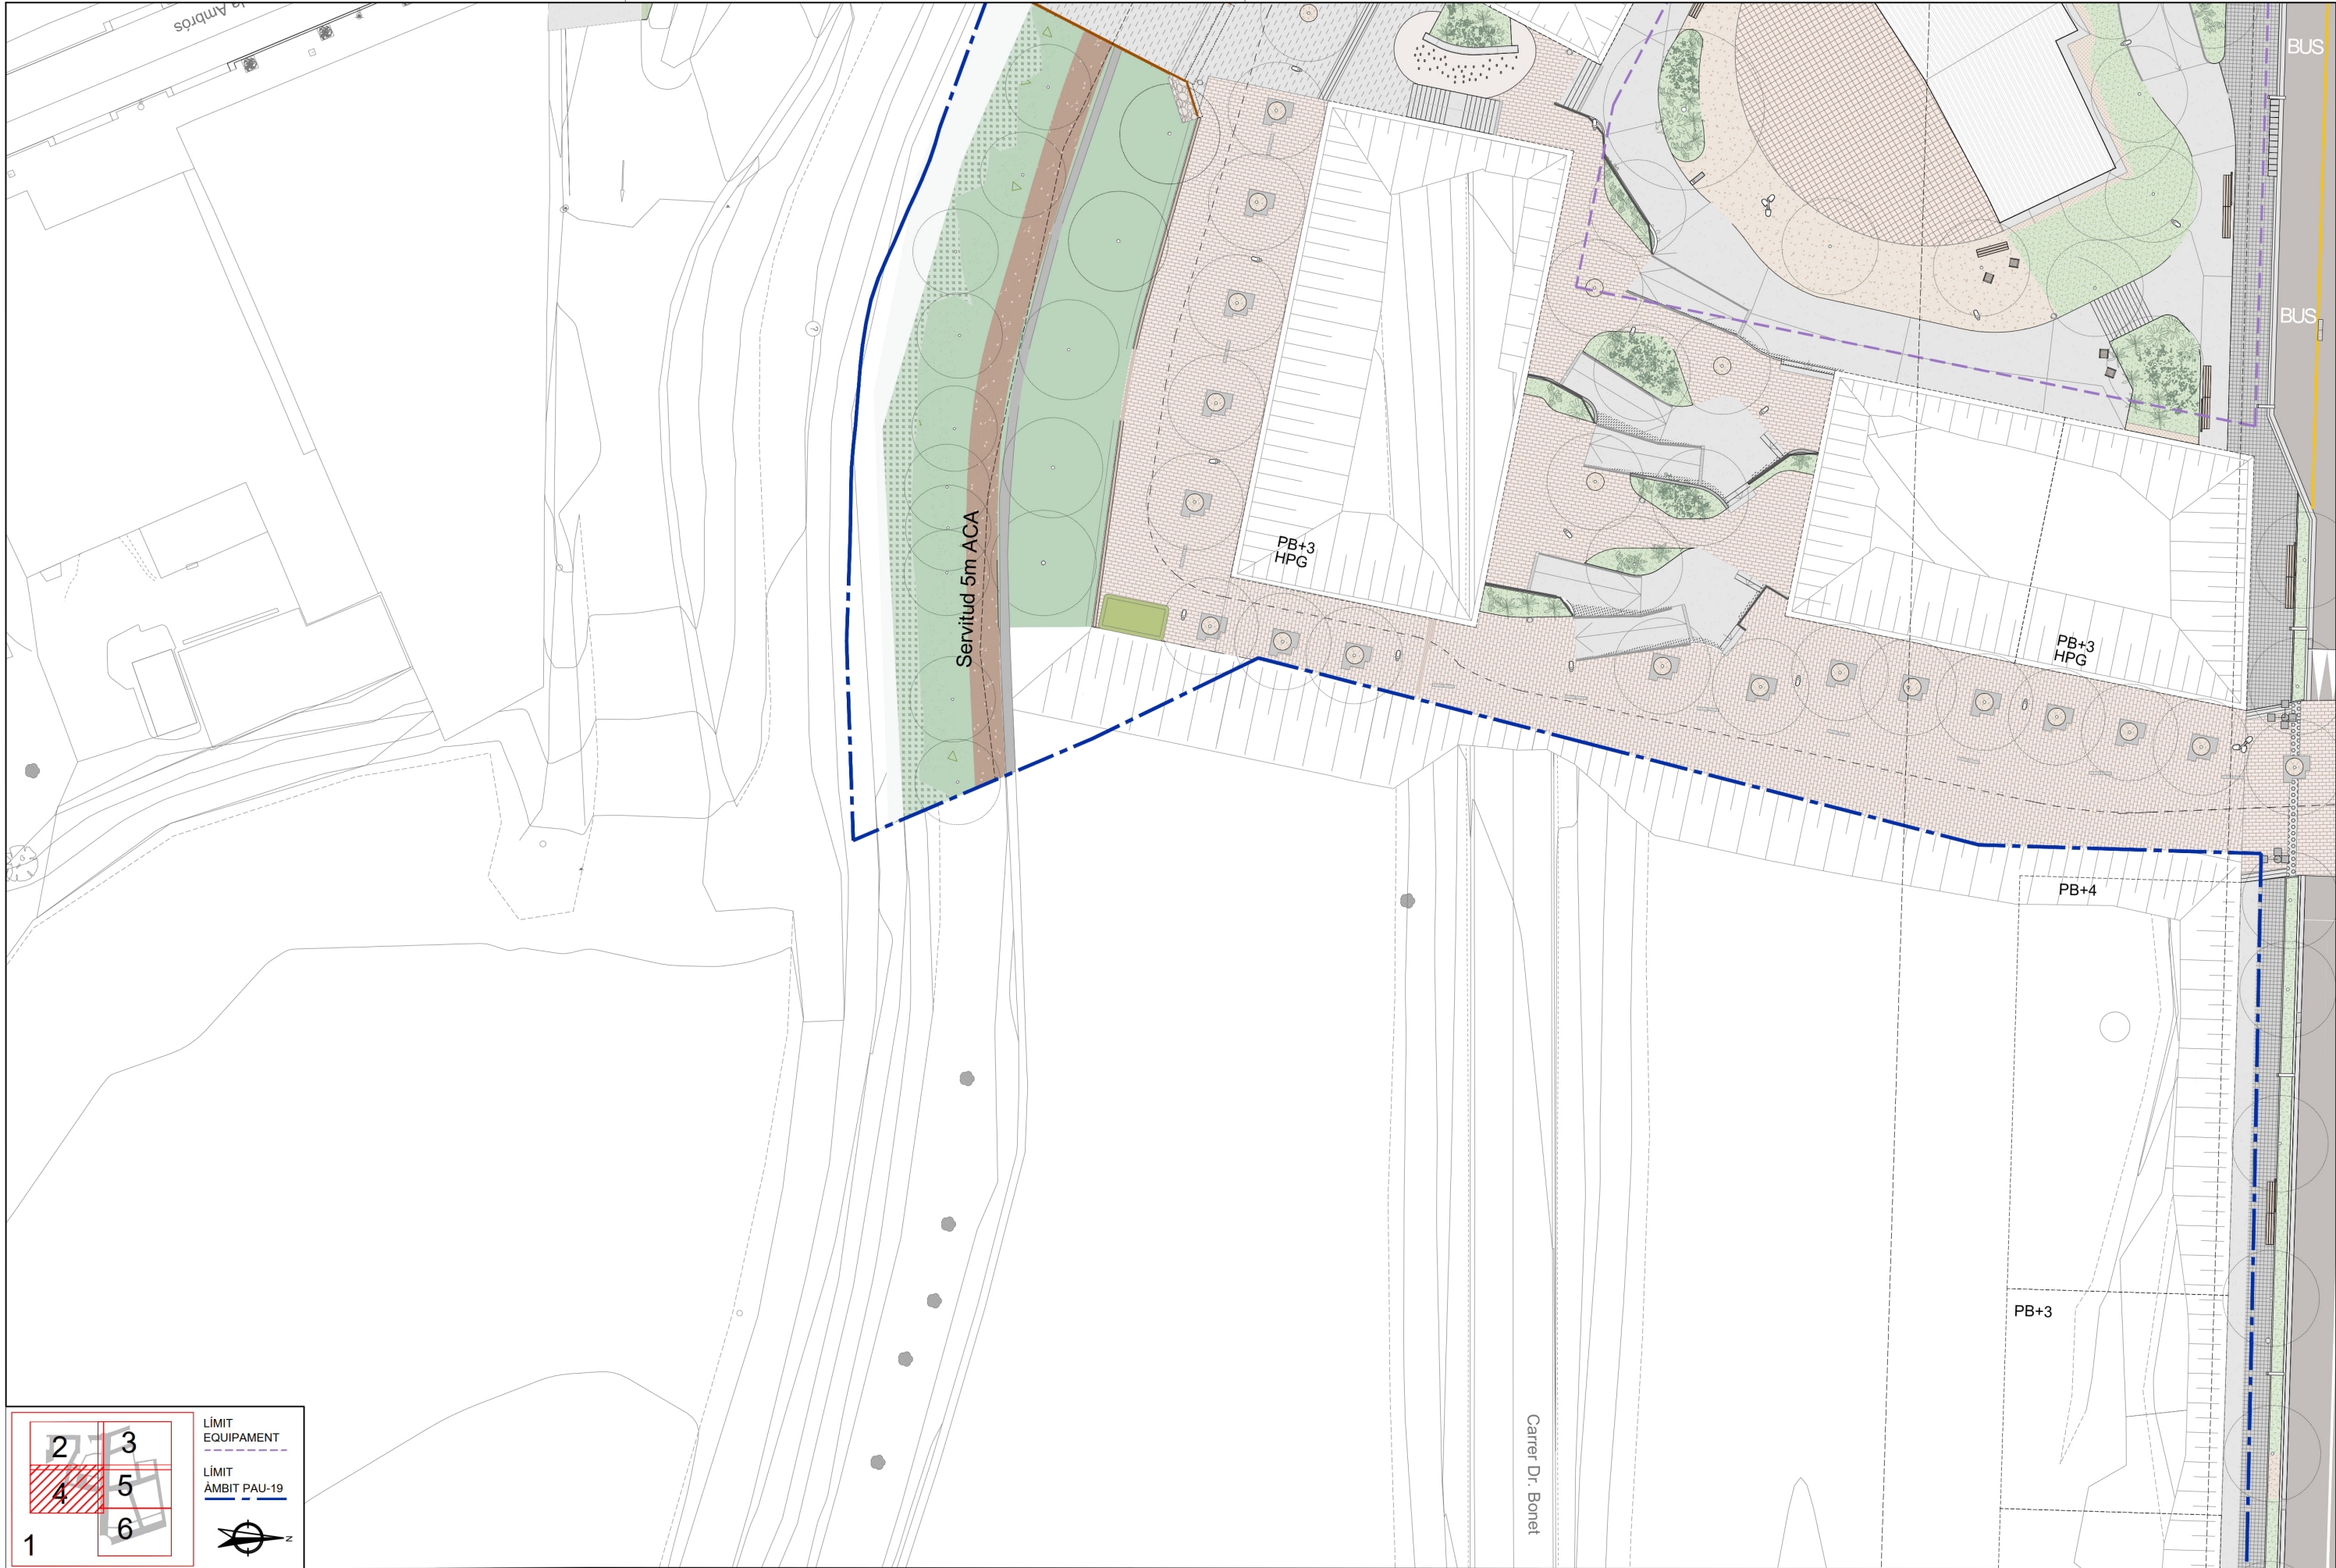 Ambrós
BUS
BUS
Servitud 5m ACA
PB+3
HPG
PB+3
HPG
PB+4
PB+3
Carrer Dr. Bonet
?
2
3
4
5
6
1
LÍMIT
EQUIPAMENT
LÍMIT
ÀMBIT PAU-19
N